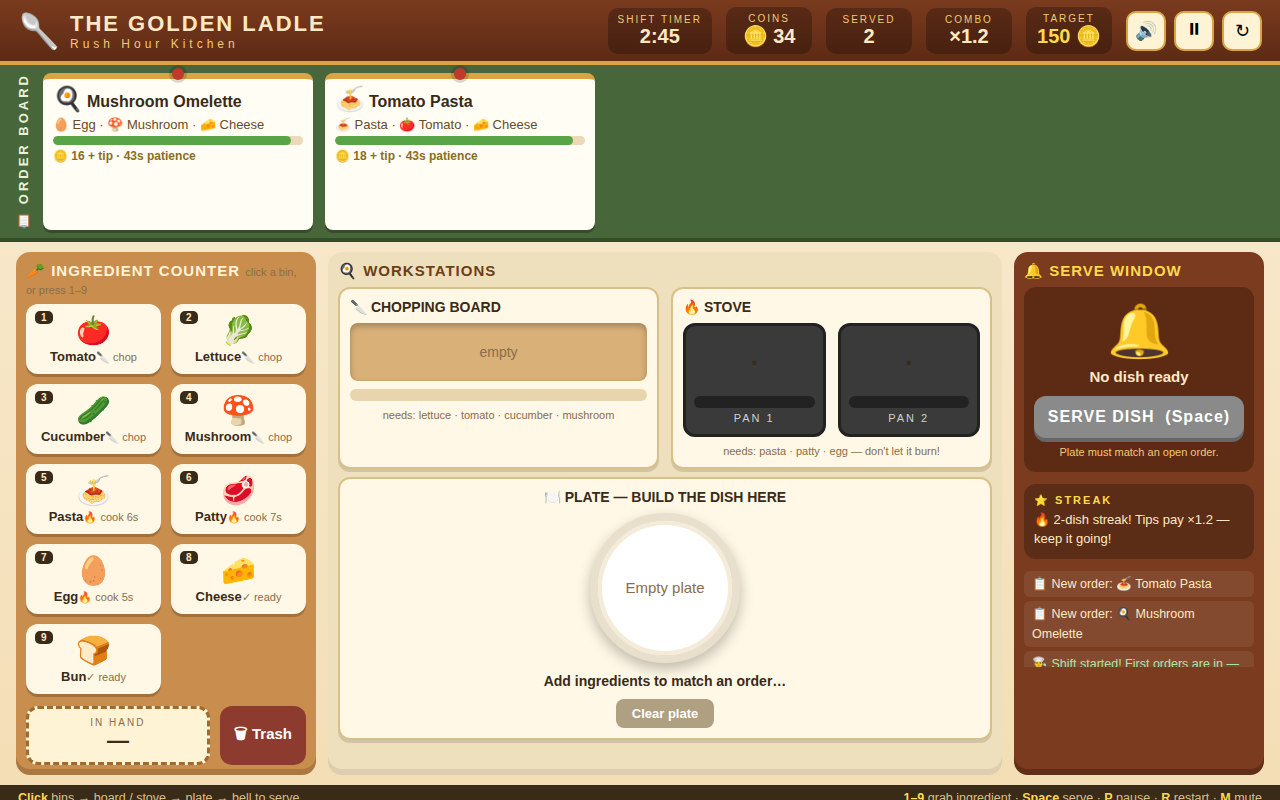 THE GOLDEN LADLE
Rush Hour Kitchen
SHIFT TIMER
2:45
COINS
34
SERVED
2
COMBO
×1.2
TARGET
150
ORDER BOARD
Mushroom Omelette
Egg · Mushroom · Cheese
16 + tip · 43s patience
Tomato Pasta
Pasta · Tomato · Cheese
18 + tip · 43s patience
INGREDIENT COUNTER click a bin,
or press 1–9
1
Tomato chop
2
Lettuce chop
3
Cucumber chop
4
Mushroom chop
5
Pasta cook 6s
6
Patty cook 7s
7
Egg cook 5s
8
Cheese ✓ ready
9
Bun ✓ ready
IN HAND
—
Trash
WORKSTATIONS
CHOPPING BOARD
empty
needs: lettuce · tomato · cucumber · mushroom
STOVE
PAN 1
PAN 2
needs: pasta · patty · egg — don't let it burn!
PLATE — BUILD THE DISH HERE
Empty plate
Add ingredients to match an order…
Clear plate
SERVE WINDOW
No dish ready
SERVE DISH (Space)
Plate must match an open order.
STREAK
2-dish streak! Tips pay ×1.2 —
keep it going!
New order: Tomato Pasta
New order: Mushroom
Omelette
Shift started! First orders are in —
Click bins → board / stove → plate → bell to serve
1–9 grab ingredient · Space serve · P pause · R restart · M mute